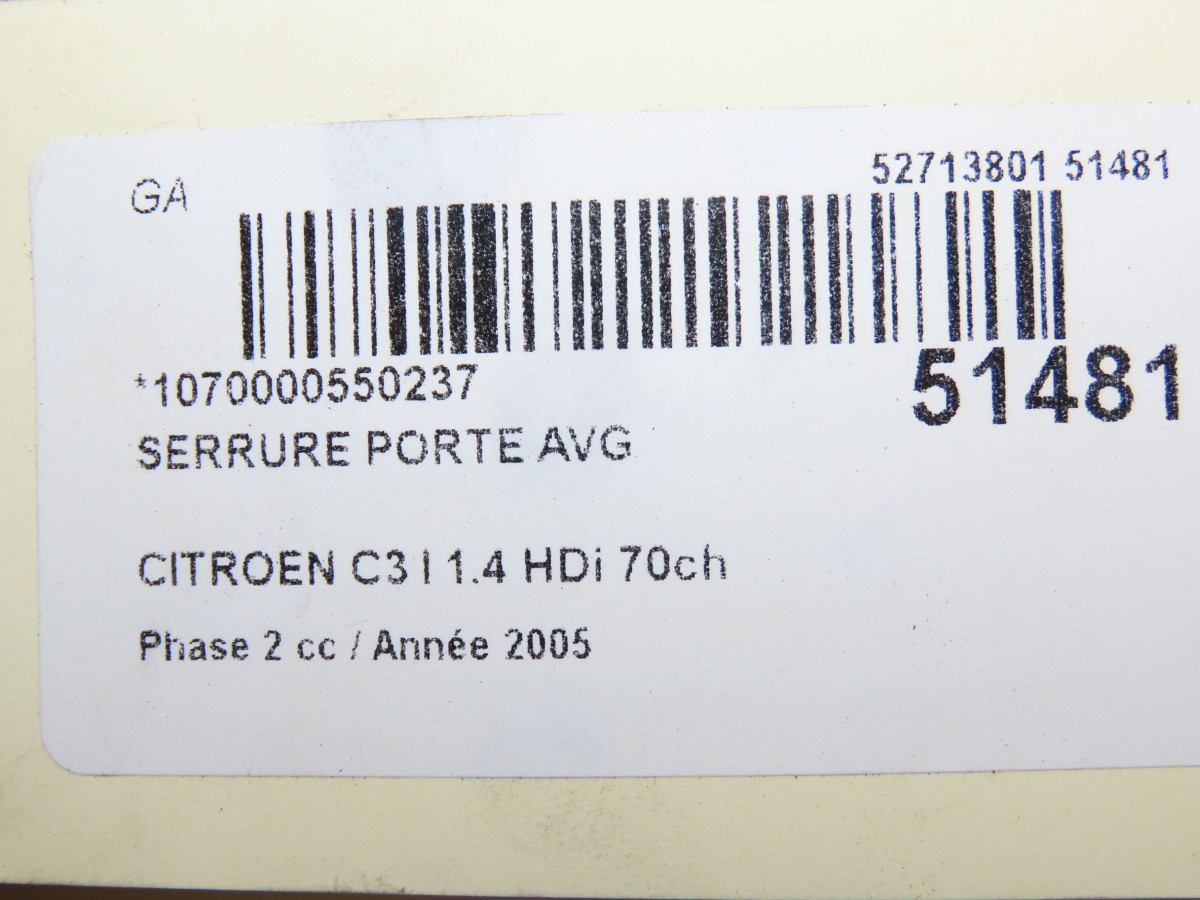 GA
52713801 51481
51481
*1070000550237
SERRURE PORTE AVG
CITROEN C3 I 1.4 HDi 70ch
Phase 2 cc / Année 2005